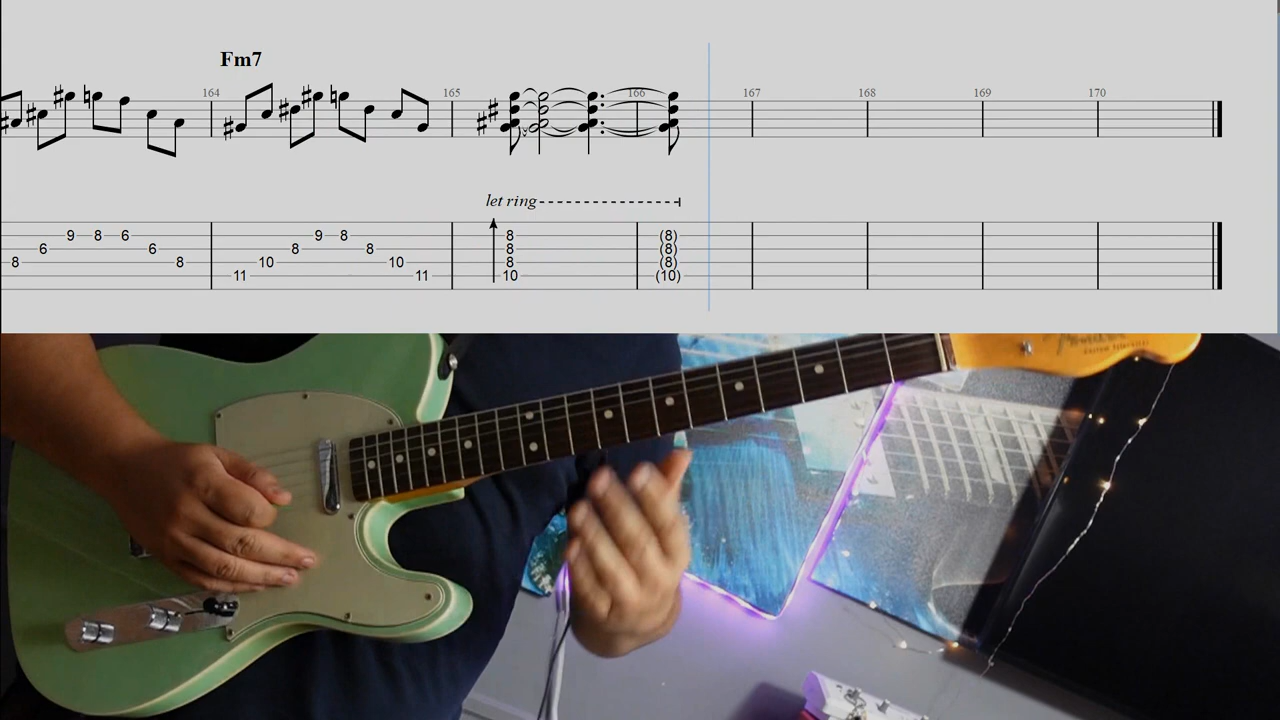 Fm7
164 165 166 167 168 169 170
let ring
9 8 6 9 8 8 (8)
6 6 8 8 8 (8)
8 8 10 10 8 (8)
11 11 10 (10)